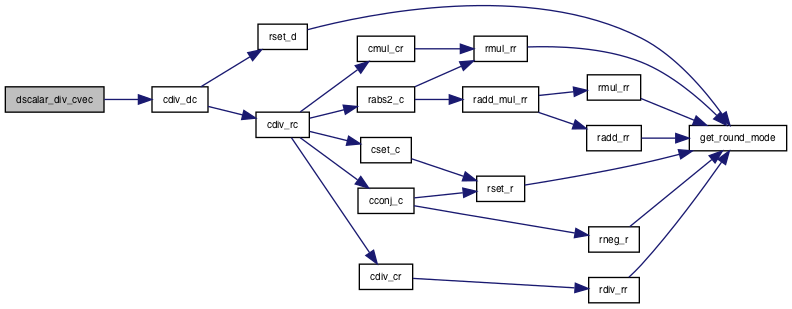 dscalar_div_cvec
cdiv_dc
rset_d
cdiv_rc
cmul_cr
rabs2_c
cset_c
cconj_c
cdiv_cr
rmul_rr
radd_mul_rr
rset_r
rmul_rr
radd_rr
rneg_r
rdiv_rr
get_round_mode